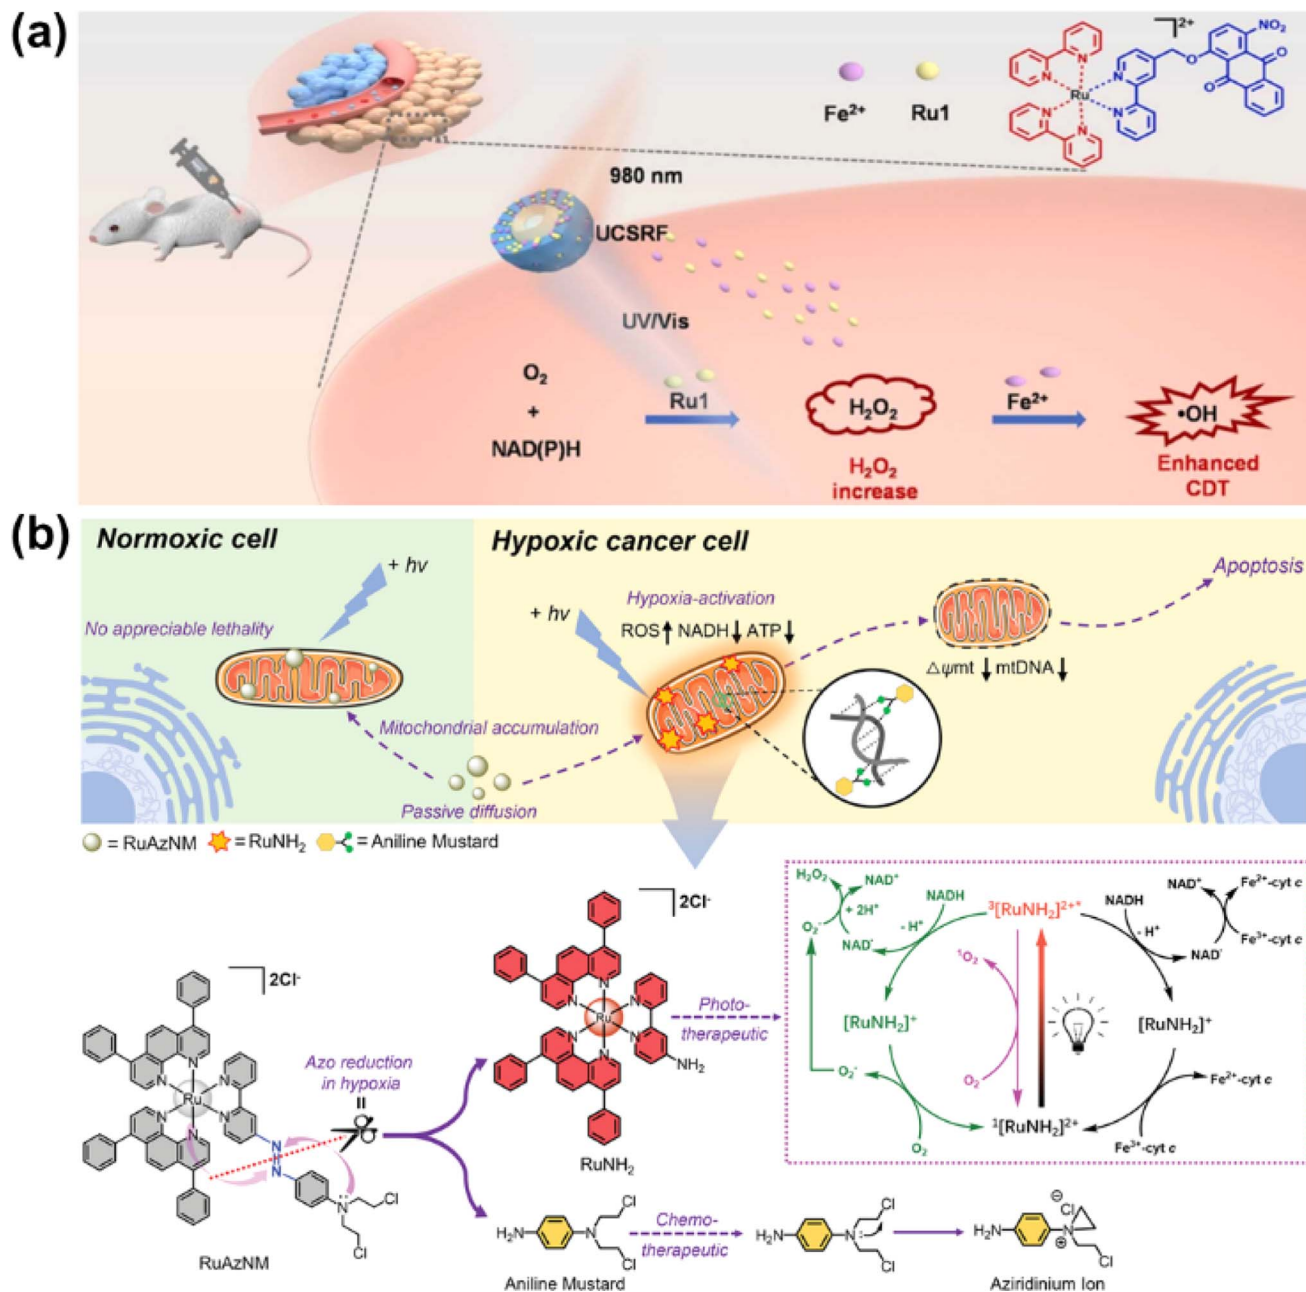 (a)
]2+
NO2
O
O
O
N
N
N
N
N
N
Ru
Fe2+
Ru1
980 nm
UCSRF
UV/Vis
O2
+
NAD(P)H
Ru1
H2O2
H2O2
increase
Fe2+
•OH
Enhanced
CDT
(b)
Normoxic cell
Hypoxic cancer cell
+ hv
No appreciable lethality
+ hv
Hypoxia-activation
ROS↑ NADH↓ ATP↓
Apoptosis
△ψmt ↓ mtDNA ↓
Mitochondrial accumulation
Passive diffusion
= RuAzNM
= RuNH2
= Aniline Mustard
]2Cl-
N
N
N
N
N
N
Ru
N
N
N
Cl
Cl
RuAzNM
Azo reduction
in hypoxia
]2Cl-
N
N
N
N
N
N
Ru
NH2
RuNH2
Photo-
therapeutic
H2O2
NAD+
+ 2H+
O2·-
NAD·
NADH
- H+
3[RuNH2]2+*
NADH
- H+
NAD·
NAD+
Fe2+-cyt c
Fe3+-cyt c
1O2
O2
[RuNH2]+
[RuNH2]+
O2·-
O2
1[RuNH2]2+
Fe2+-cyt c
Fe3+-cyt c
H2N
N
Cl
Cl
Aniline Mustard
Chemo-
therapeutic
H2N
N:
Cl
Cl
H2N
N
⊕
⊖
Cl
Cl
Aziridinium Ion